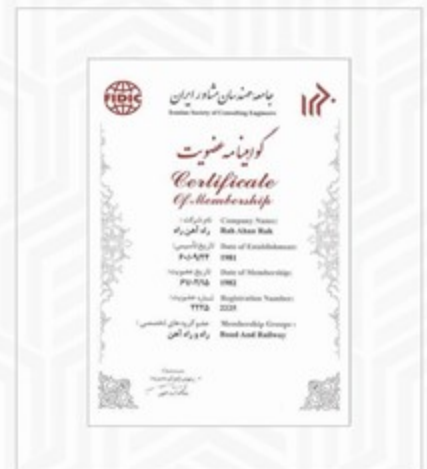 FIDIC
جامعه مهندسان مشاور ایران
Iranian Society of Consulting Engineers
گواهینامه عضویت
Certificate
Of Membership
نام شرکت: Company Name:
راه آهن راه Rah Ahan Rah
تاریخ تأسیس: Date of Establishment:
1981
تاریخ عضویت: Date of Membership:
شماره عضویت: Registration Number:
۲۲۲۵ 2225
عضو گروه‌های تخصصی: Membership Groups:
راه و راه آهن Road And Railway